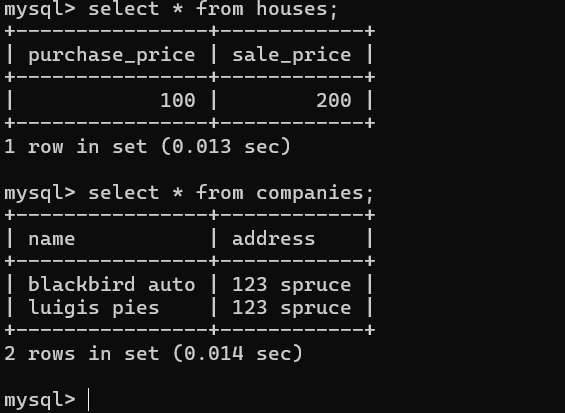 mysql> select * from houses;
+----------------+------------+
| purchase_price | sale_price |
+----------------+------------+
|            100 |        200 |
+----------------+------------+
1 row in set (0.013 sec)

mysql> select * from companies;
+----------------+------------+
| name           | address    |
+----------------+------------+
| blackbird auto | 123 spruce |
| luigis pies    | 123 spruce |
+----------------+------------+
2 rows in set (0.014 sec)

mysql>